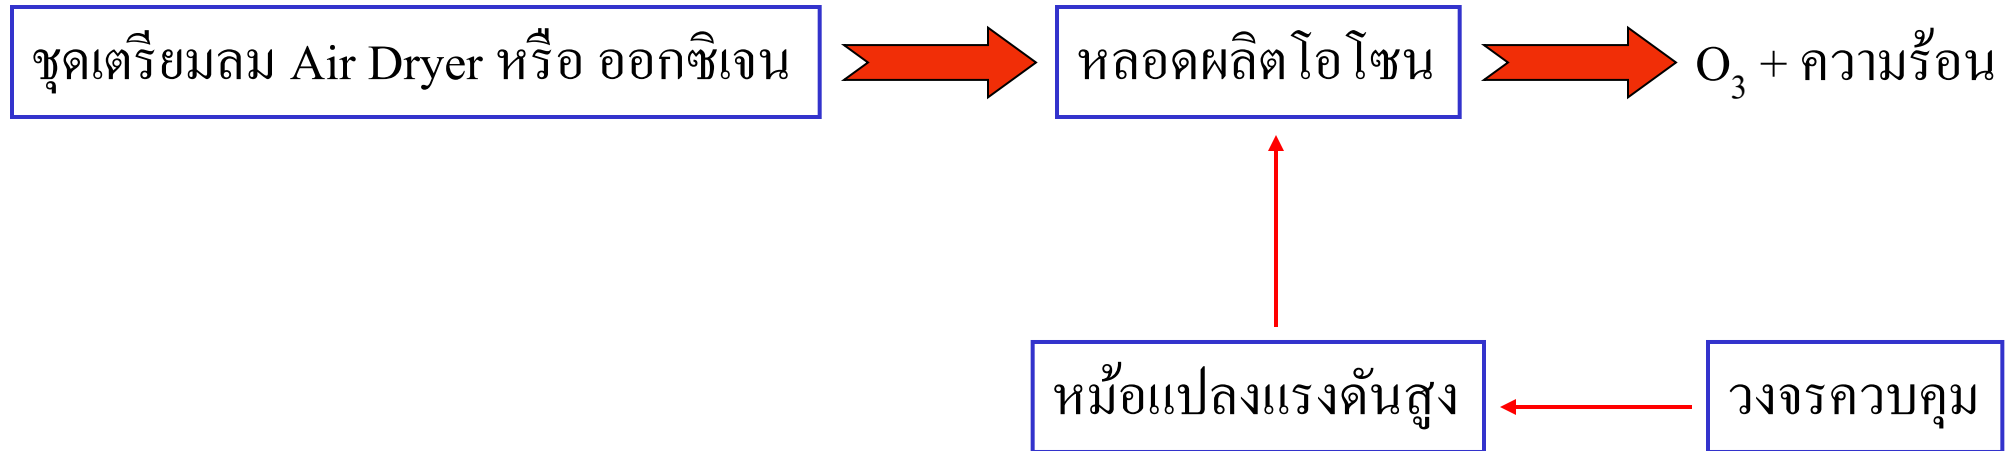 ชุดเตรียมลม Air Dryer หรือ ออกซิเจน
หลอดผลิตโอโซน
O₃ + ความร้อน
หม้อแปลงแรงดันสูง
วงจรควบคุม